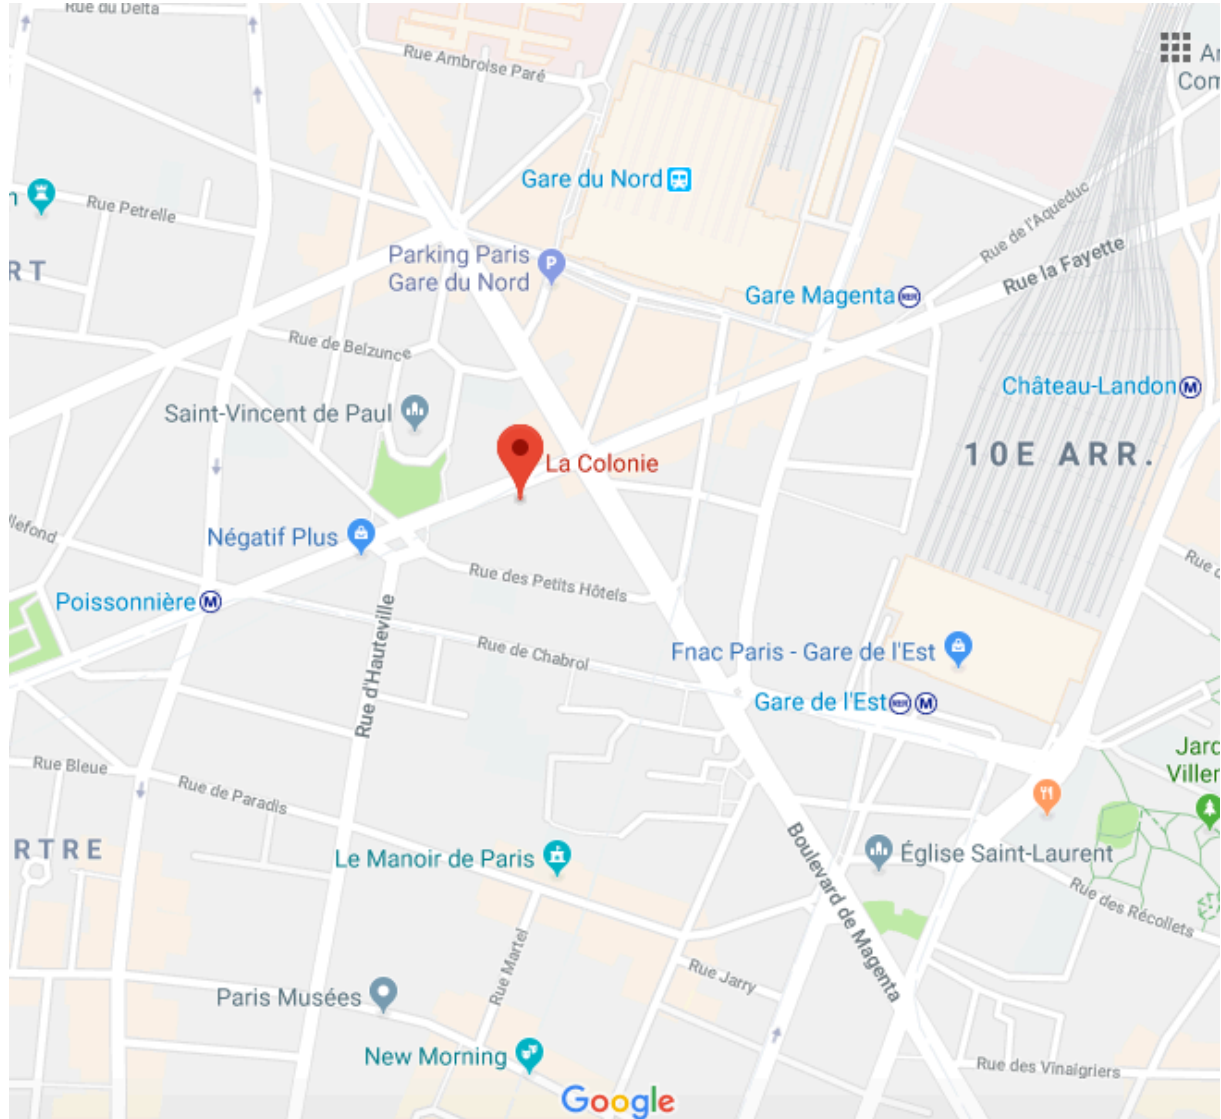 Rue du Delta
Rue Ambroise Paré
Gare du Nord
Rue Petrelle
Rue de l'Aqueduc
Parking Paris
Gare du Nord
RT
Rue la Fayette
Gare Magenta
Rue de Belzunce
Château-Landon
Saint-Vincent de Paul
10E ARR.
La Colonie
Négatif Plus
Rue des Petits Hôtels
Poissonnière
Rue d'Hauteville
Rue de Chabrol
Fnac Paris - Gare de l'Est
Gare de l'Est
Rue Bleue
Rue de Paradis
RTRE
Le Manoir de Paris
Boulevard de Magenta
Église Saint-Laurent
Rue des Récollets
Rue Martel
Rue Jarry
Paris Musées
New Morning
Rue des Vinaigriers
Google